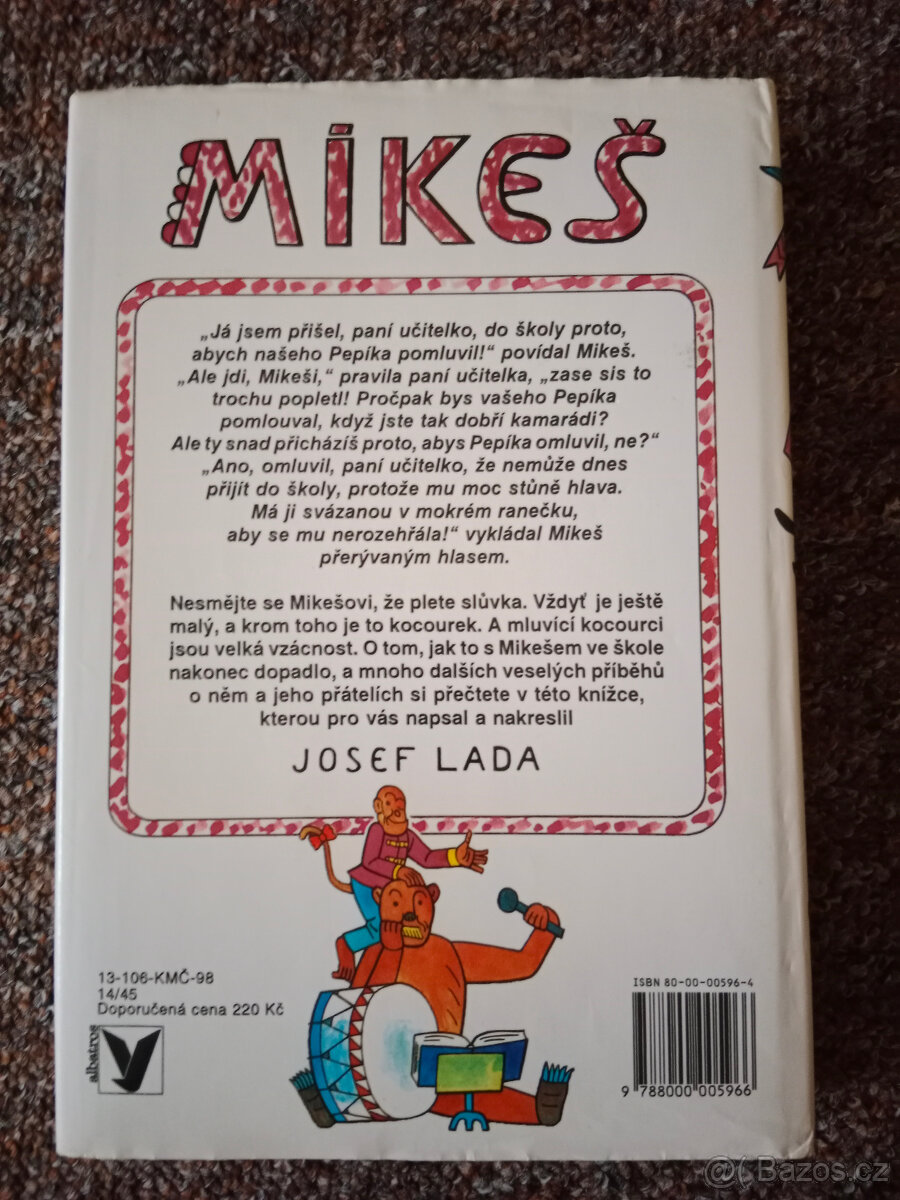 MIKEŠ
„Já jsem přišel, paní učitelko, do školy proto,
abych našeho Pepíka pomluvil!“ povídal Mikeš.
„Ale jdi, Mikeši,“ pravila paní učitelka, „zase sis to
trochu popletl! Pročpak bys vašeho Pepíka
pomlouval, když jste tak dobří kamarádi?
Ale ty snad přicházíš proto, abys Pepíka omluvil, ne?“
„Ano, omluvil, paní učitelko, že nemůže dnes
přijít do školy, protože mu moc stůně hlava.
Má ji svázanou v mokrém ranečku,
aby se mu nerozehřála!“ vykládal Mikeš
přerývaným hlasem.
Nesmějte se Mikešovi, že plete slůvka. Vždyť je ještě
malý, a krom toho je to kocourek. A mluvící kocourci
jsou velká vzácnost. O tom, jak to s Mikešem ve škole
nakonec dopadlo, a mnoho dalších veselých příběhů
o něm a jeho přátelích si přečtete v této knížce,
kterou pro vás napsal a nakreslil
JOSEF LADA
13-106-KMČ-98
14/45
Doporučená cena 220 Kč
albatros
ISBN 80-00-00596-4
9 788000 005966
@( Bazos.cz